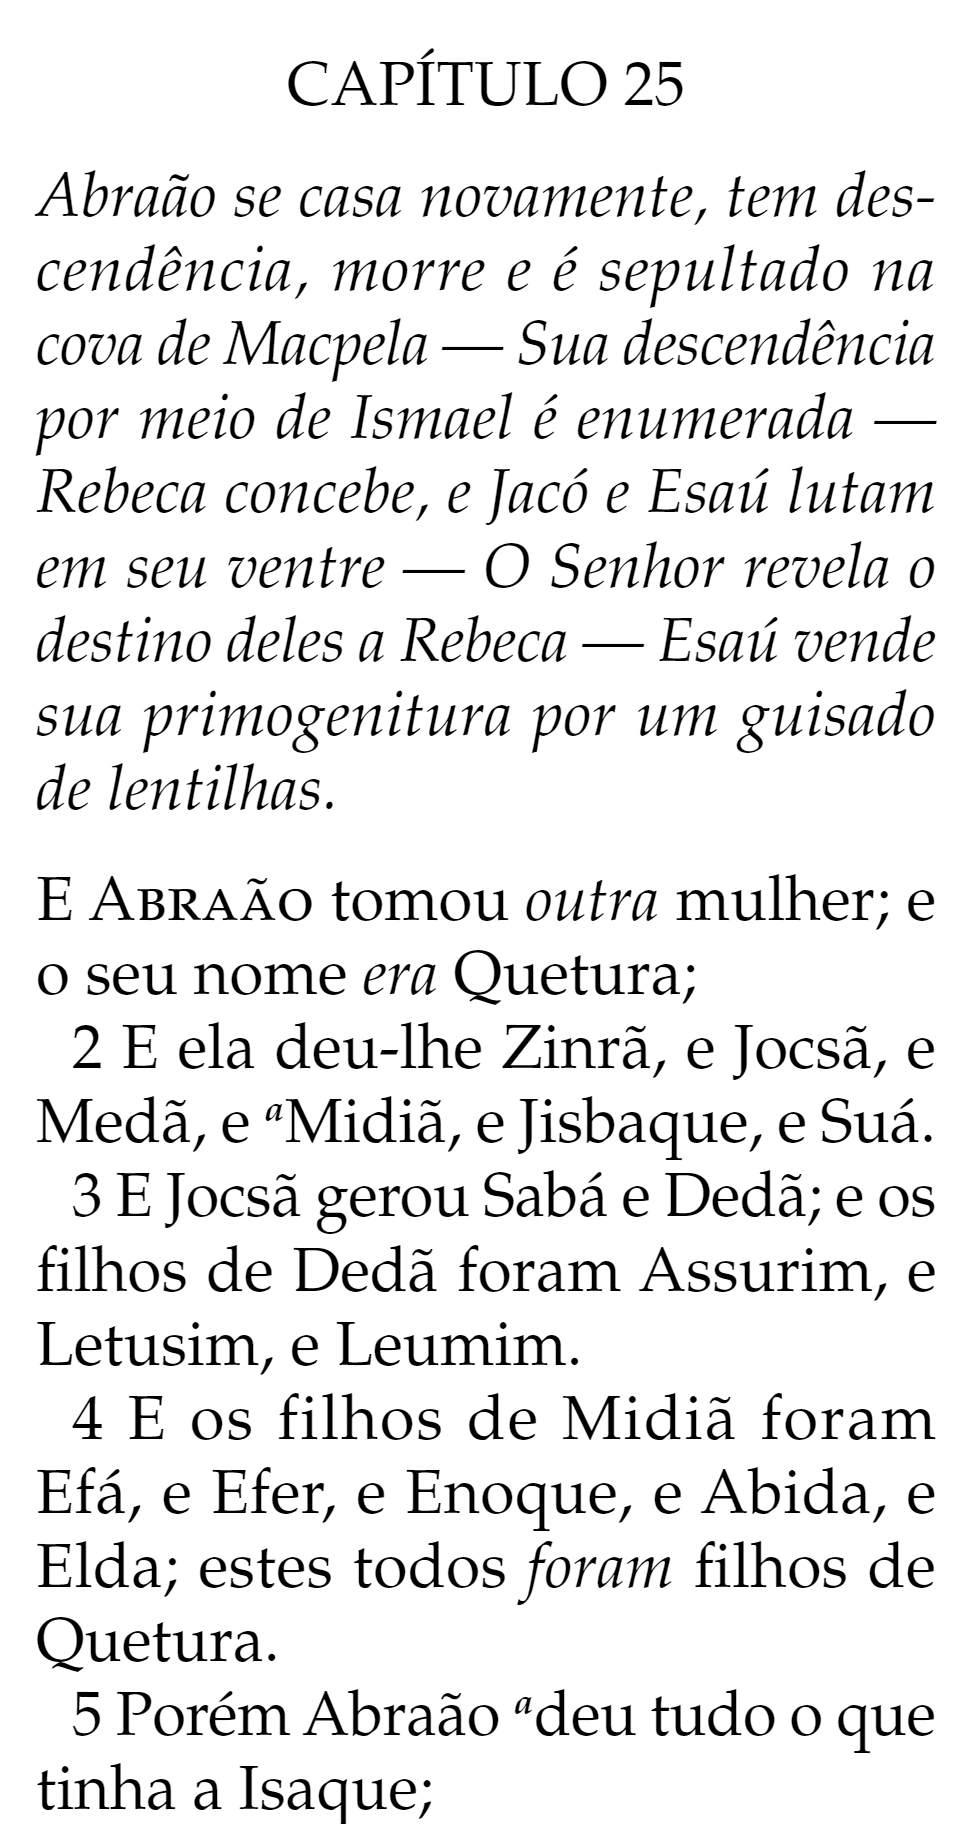 CAPÍTULO 25
Abraão se casa novamente, tem des-
cendência, morre e é sepultado na
cova de Macpela — Sua descendência
por meio de Ismael é enumerada —
Rebeca concebe, e Jacó e Esaú lutam
em seu ventre — O Senhor revela o
destino deles a Rebeca — Esaú vende
sua primogenitura por um guisado
de lentilhas.
E ABRAÃO tomou outra mulher; e
o seu nome era Quetura;
2 E ela deu-lhe Zinrã, e Jocsã, e
Medã, e aMidiã, e Jisbaque, e Suá.
3 E Jocsã gerou Sabá e Dedã; e os
filhos de Dedã foram Assurim, e
Letusim, e Leumim.
4 E os filhos de Midiã foram
Efá, e Efer, e Enoque, e Abida, e
Elda; estes todos foram filhos de
Quetura.
5 Porém Abraão adeu tudo o que
tinha a Isaque;